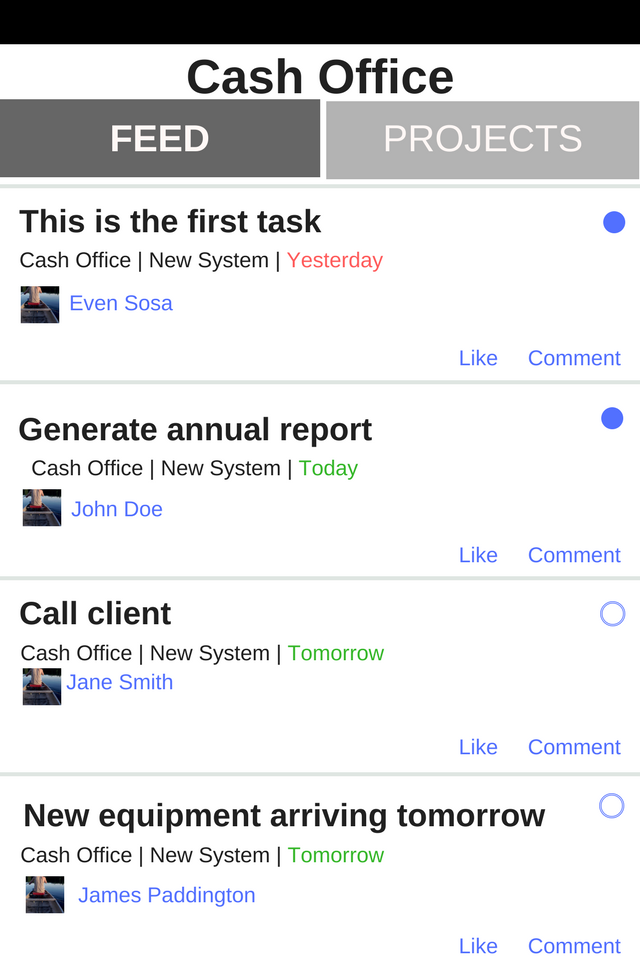 Cash Office
FEED PROJECTS
This is the first task
Cash Office | New System | Yesterday
Even Sosa
Like Comment
Generate annual report
Cash Office | New System | Today
John Doe
Like Comment
Call client
Cash Office | New System | Tomorrow
Jane Smith
Like Comment
New equipment arriving tomorrow
Cash Office | New System | Tomorrow
James Paddington
Like Comment